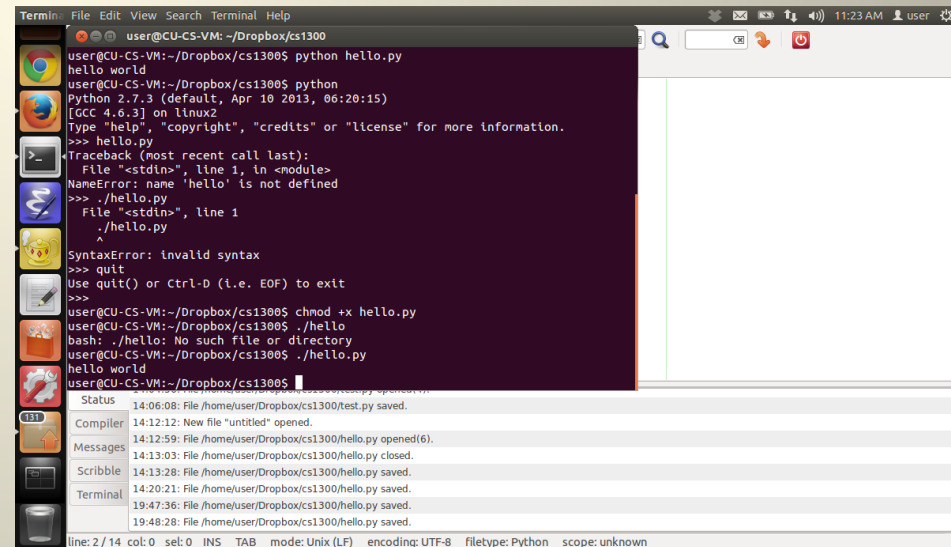 Termina File Edit View Search Terminal Help 11:23 AM user
user@CU-CS-VM: ~/Dropbox/cs1300
user@CU-CS-VM:~/Dropbox/cs1300$ python hello.py
hello world
user@CU-CS-VM:~/Dropbox/cs1300$ python
Python 2.7.3 (default, Apr 10 2013, 06:20:15)
[GCC 4.6.3] on linux2
Type "help", "copyright", "credits" or "license" for more information.
>>> hello.py
Traceback (most recent call last):
  File "<stdin>", line 1, in <module>
NameError: name 'hello' is not defined
>>> ./hello.py
  File "<stdin>", line 1
    ./hello.py
    ^
SyntaxError: invalid syntax
>>> quit
Use quit() or Ctrl-D (i.e. EOF) to exit
>>>
user@CU-CS-VM:~/Dropbox/cs1300$ chmod +x hello.py
user@CU-CS-VM:~/Dropbox/cs1300$ ./hello
bash: ./hello: No such file or directory
user@CU-CS-VM:~/Dropbox/cs1300$ ./hello.py
hello world
user@CU-CS-VM:~/Dropbox/cs1300$
131
Status
Compiler
Messages
Scribble
Terminal
14:06:08: File /home/user/Dropbox/cs1300/test.py saved.
14:12:12: New file "untitled" opened.
14:12:59: File /home/user/Dropbox/cs1300/hello.py opened(6).
14:13:03: File /home/user/Dropbox/cs1300/hello.py closed.
14:13:28: File /home/user/Dropbox/cs1300/hello.py saved.
14:20:21: File /home/user/Dropbox/cs1300/hello.py saved.
19:47:36: File /home/user/Dropbox/cs1300/hello.py saved.
19:48:28: File /home/user/Dropbox/cs1300/hello.py saved.
line: 2 / 14 col: 0 sel: 0 INS TAB mode: Unix (LF) encoding: UTF-8 filetype: Python scope: unknown